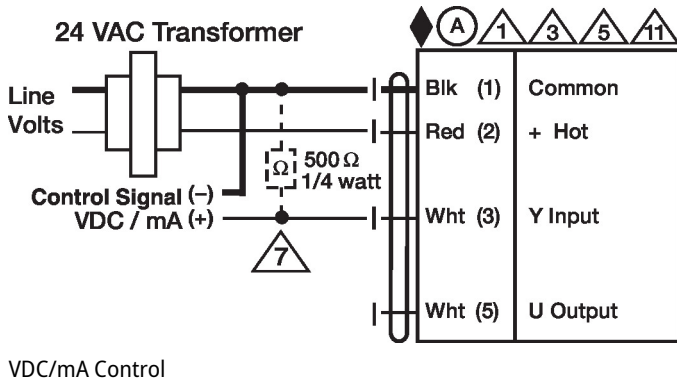 24 VAC Transformer
A 1 3 5 11
Line
Volts
Blk (1) Common
Red (2) + Hot
Ω 500 Ω
1/4 watt
Control Signal (–)
VDC / mA (+)
Wht (3) Y Input
7
Wht (5) U Output
VDC/mA Control